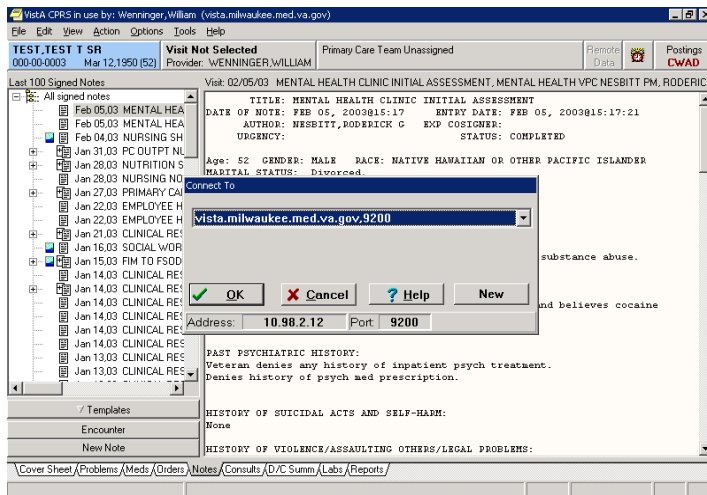 VistA CPRS in use by: Wenninger,William (vista.milwaukee.med.va.gov)
File Edit View Action Options Tools Help
TEST,TEST T SR
000-00-0003 Mar 12,1950 (52)
Visit Not Selected
Provider: WENNINGER,WILLIAM
Primary Care Team Unassigned
Remote
Data
Postings
CWAD
Last 100 Signed Notes
Visit: 02/05/03 MENTAL HEALTH CLINIC INITIAL ASSESSMENT, MENTAL HEALTH VPC NESBITT PM, RODERIC
All signed notes
Feb 05,03 MENTAL HEA
Feb 05,03 MENTAL HEA
Feb 04,03 NURSING SH
Jan 31,03 PC OUTPT NU
Jan 28,03 NUTRITION S
Jan 28,03 NURSING NO
Jan 27,03 PRIMARY CA
Jan 22,03 EMPLOYEE H
Jan 22,03 EMPLOYEE H
Jan 21,03 CLINICAL RES
Jan 16,03 SOCIAL WOR
Jan 15,03 FIM TO FSOD
Jan 14,03 CLINICAL RES
Jan 14,03 CLINICAL RES
Jan 14,03 CLINICAL RES
Jan 14,03 CLINICAL RES
Jan 14,03 CLINICAL RES
Jan 13,03 CLINICAL RES
Jan 13,03 CLINICAL RES
TITLE: MENTAL HEALTH CLINIC INITIAL ASSESSMENT
DATE OF NOTE: FEB 05, 2003@15:17 ENTRY DATE: FEB 05, 2003@15:17:21
AUTHOR: NESBITT,RODERICK G EXP COSIGNER:
URGENCY: STATUS: COMPLETED
Age: 52 GENDER: MALE RACE: NATIVE HAWAIIAN OR OTHER PACIFIC ISLANDER
MARITAL STATUS: Divorced.
Connect To
vista.milwaukee.med.va.gov,9200
substance abuse.
OK Cancel Help New
and believes cocaine
Address: 10.98.2.12 Port: 9200
PAST PSYCHIATRIC HISTORY:
Veteran denies any history of inpatient psych treatment.
Denies history of psych med prescription.
HISTORY OF SUICIDAL ACTS AND SELF-HARM:
None
HISTORY OF VIOLENCE/ASSAULTING OTHERS/LEGAL PROBLEMS:
Templates
Encounter
New Note
Cover Sheet Problems Meds Orders Notes Consults D/C Summ Labs Reports